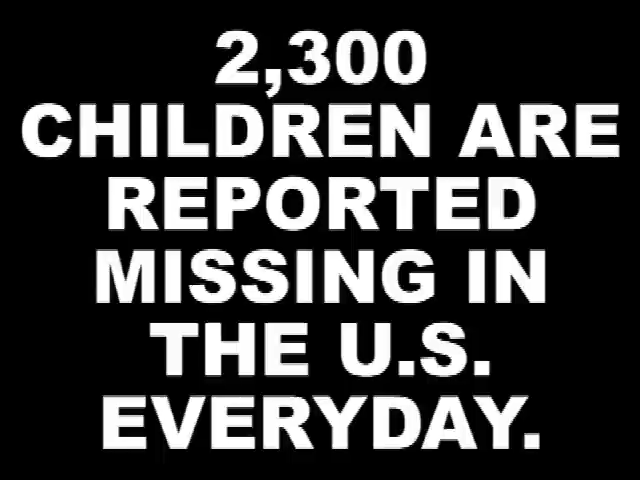 2,300
CHILDREN ARE
REPORTED
MISSING IN
THE U.S.
EVERYDAY.